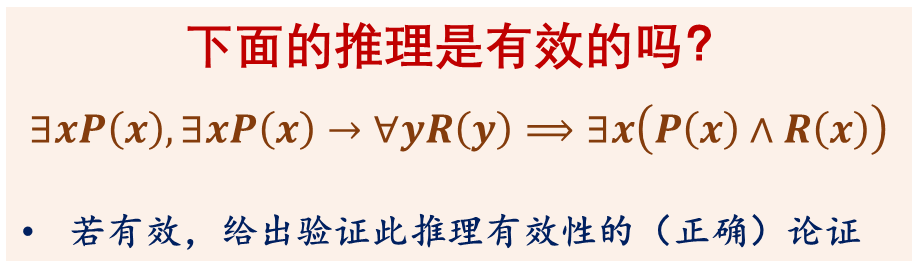 下面的推理是有效的吗?
∃xP(x),∃xP(x) → ∀yR(y) ⟹ ∃x(P(x) ∧ R(x))
• 若有效，给出验证此推理有效性的（正确）论证